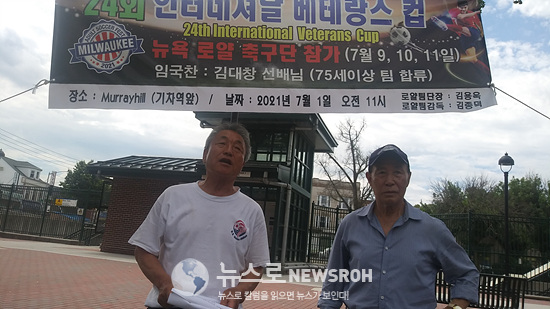 24회 인터내셔날 베테랑스 컵
24th International Veterans Cup
MILWAUKEE
2021
뉴욕 로얄 축구단 참가 (7월 9, 10, 11일)
임국찬 : 김대창 선배님 (75세이상 팀 합류)
장소 : Murrayhill (기차역앞) / 날짜 : 2021년 7월 1일 오전 11시
로얄팀단장 : 김용욱
로얄팀감독 : 김종덕
뉴스로 NEWSROH
뉴스로 칼럼을 읽으면 뉴스가 보인다!